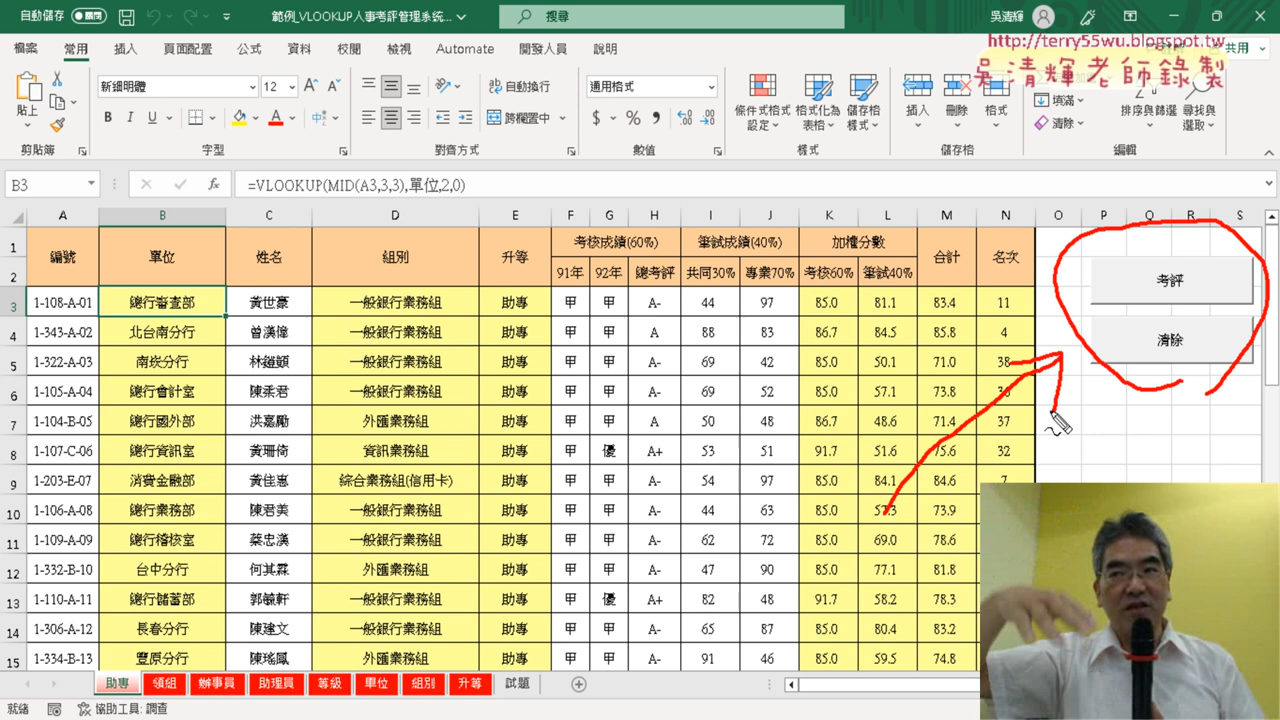 自動儲存 關閉 範例_VLOOKUP人事考評管理系統... 搜尋 吳清輝
http://terry55wu.blogspot.tw
吳清輝老師錄製
檔案 常用 插入 頁面配置 公式 資料 校閱 檢視 Automate 開發人員 說明 共用
新細明體 12 自動換行 通用格式
貼上 B I U 跨欄置中 $ % 條件式格式設定 格式化為表格 儲存格樣式 插入 刪除 格式 填滿 清除 排序與篩選 尋找與選取
剪貼簿 字型 對齊方式 數值 樣式 儲存格 編輯
B3 fx =VLOOKUP(MID(A3,3,3),單位,2,0)
A B C D E F G H I J K L M N O P Q R S
1 編號 單位 姓名 組別 升等 考核成績(60%) 筆試成績(40%) 加權分數 合計 名次
2 91年 92年 總考評 共同30% 專業70% 考核60% 筆試40%
考評
清除
3 1-108-A-01 總行審查部 黃世豪 一般銀行業務組 助專 甲 甲 A- 44 97 85.0 81.1 83.4 11
4 1-343-A-02 北台南分行 曾漢偉 一般銀行業務組 助專 甲 甲 A 88 83 86.7 84.5 85.8 4
5 1-322-A-03 南崁分行 林鎧顗 一般銀行業務組 助專 甲 甲 A- 69 42 85.0 50.1 71.0 38
6 1-105-A-04 總行會計室 陳柔君 一般銀行業務組 助專 甲 甲 A- 69 52 85.0 57.1 73.8
7 1-104-B-05 總行國外部 洪嘉勵 外匯業務組 助專 甲 甲 A 50 48 86.7 48.6 71.4 37
8 1-107-C-06 總行資訊室 黃珊倚 資訊業務組 助專 甲 優 A+ 53 51 91.7 51.6 75.6 32
9 1-203-E-07 消費金融部 黃佳惠 綜合業務組(信用卡) 助專 甲 甲 A- 54 97 85.0 84.1 84.6 7
10 1-106-A-08 總行業務部 陳君美 一般銀行業務組 助專 甲 甲 A- 44 63 85.0 57.3 73.9
11 1-109-A-09 總行稽核室 蔡忠漢 一般銀行業務組 助專 甲 甲 A- 62 72 85.0 69.0 78.6
12 1-332-B-10 台中分行 何其霖 外匯業務組 助專 甲 甲 A- 47 90 85.0 77.1 81.8
13 1-110-A-11 總行儲蓄部 郭毓軒 一般銀行業務組 助專 甲 優 A+ 82 48 91.7 58.2 78.3
14 1-306-A-12 長春分行 陳建文 一般銀行業務組 助專 甲 甲 A- 65 87 85.0 80.4 83.2
15 1-334-B-13 豐原分行 陳瑤鳳 外匯業務組 助專 甲 甲 A- 91 46 85.0 59.5 74.8
助專 領組 辦事員 助理員 等級 單位 組別 升等 試題
就緒 協助工具: 調查